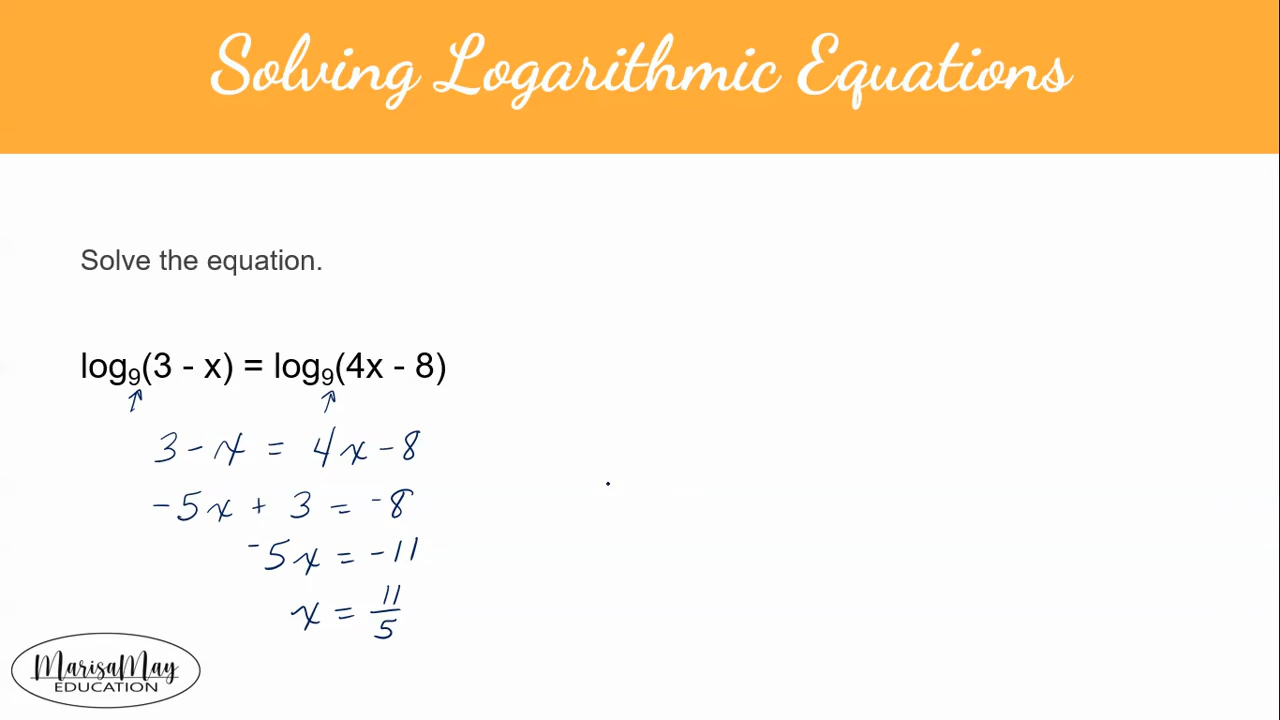 Solving Logarithmic Equations
Solve the equation.
log₉(3 - x) = log₉(4x - 8)
↑ ↑
3 - x = 4x - 8
-5x + 3 = -8
-5x = -11
x = 11/5
MarisaMay
EDUCATION